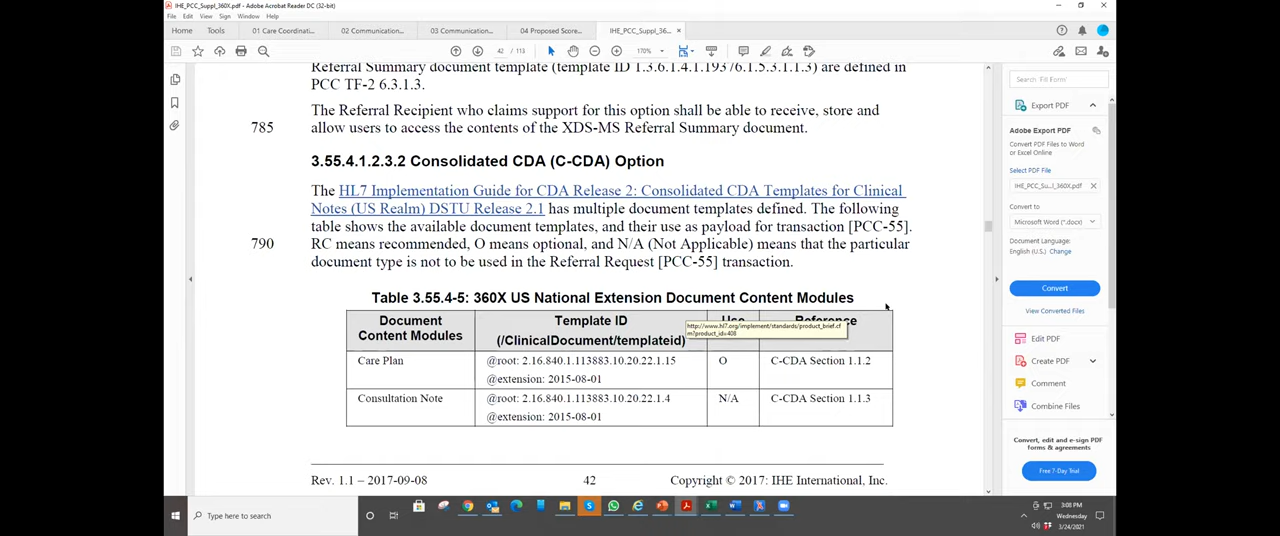 IHE_PCC_Suppl_360X.pdf - Adobe Acrobat Reader DC (32-bit)
File Edit View Sign Window Help
Home Tools 01 Care Coordinati... 02 Communication... 03 Communication... 04 Proposed Score... IHE_PCC_Suppl_36... ×
42 / 113 170%
Referral Summary document template (template ID 1.3.6.1.4.1.19376.1.5.3.1.1.3) are defined in
PCC TF-2 6.3.1.3.
The Referral Recipient who claims support for this option shall be able to receive, store and
785 allow users to access the contents of the XDS-MS Referral Summary document.
3.55.4.1.2.3.2 Consolidated CDA (C-CDA) Option
The HL7 Implementation Guide for CDA Release 2: Consolidated CDA Templates for Clinical
Notes (US Realm) DSTU Release 2.1 has multiple document templates defined. The following
table shows the available document templates, and their use as payload for transaction [PCC-55].
790 RC means recommended, O means optional, and N/A (Not Applicable) means that the particular
document type is not to be used in the Referral Request [PCC-55] transaction.
Table 3.55.4-5: 360X US National Extension Document Content Modules
Document Content Modules Template ID (/ClinicalDocument/templateid) Use Reference
http://www.hl7.org/implement/standards/product_brief.cf
m?product_id=408
Care Plan @root: 2.16.840.1.113883.10.20.22.1.15 O C-CDA Section 1.1.2
@extension: 2015-08-01
Consultation Note @root: 2.16.840.1.113883.10.20.22.1.4 N/A C-CDA Section 1.1.3
@extension: 2015-08-01
Rev. 1.1 – 2017-09-08 42 Copyright © 2017: IHE International, Inc.
Search 'Fill Form'
Export PDF
Adobe Export PDF
Convert PDF Files to Word
or Excel Online
Select PDF File
IHE_PCC_Su..._360X.pdf ×
Convert to
Microsoft Word (*.docx)
Document Language:
English (U.S.) Change
Convert
View Converted Files
Edit PDF
Create PDF
Comment
Combine Files
Convert, edit and e-sign PDF
forms & agreements
Free 7-Day Trial
Type here to search
3:08 PM
Wednesday
3/24/2021